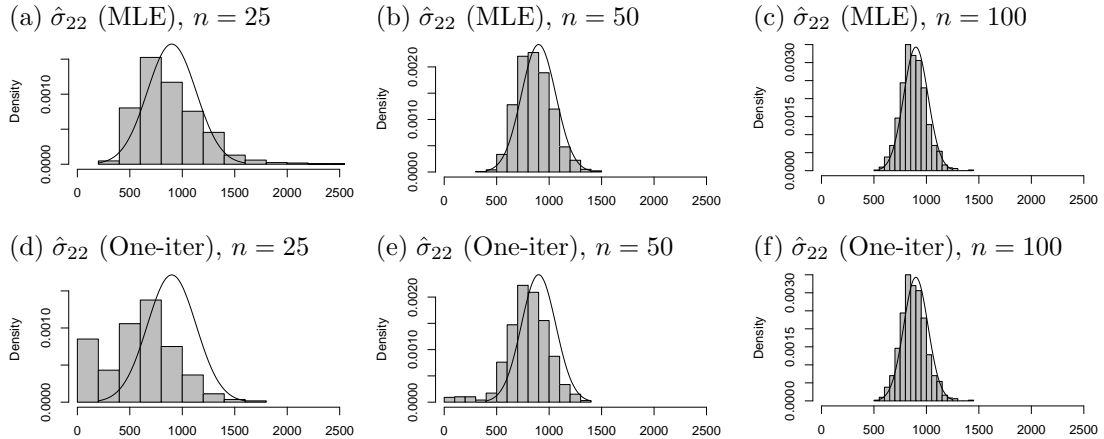 (a) σ̂₂₂ (MLE), n = 25
(b) σ̂₂₂ (MLE), n = 50
(c) σ̂₂₂ (MLE), n = 100
Density
0.0000 0.0010
0 500 1000 1500 2000 2500
Density
0.0000 0.0010 0.0020
0 500 1000 1500 2000 2500
Density
0.0000 0.0015 0.0030
0 500 1000 1500 2000 2500
(d) σ̂₂₂ (One-iter), n = 25
(e) σ̂₂₂ (One-iter), n = 50
(f) σ̂₂₂ (One-iter), n = 100
Density
0.0000 0.0010
0 500 1000 1500 2000 2500
Density
0.0000 0.0010 0.0020
0 500 1000 1500 2000 2500
Density
0.0000 0.0015 0.0030
0 500 1000 1500 2000 2500